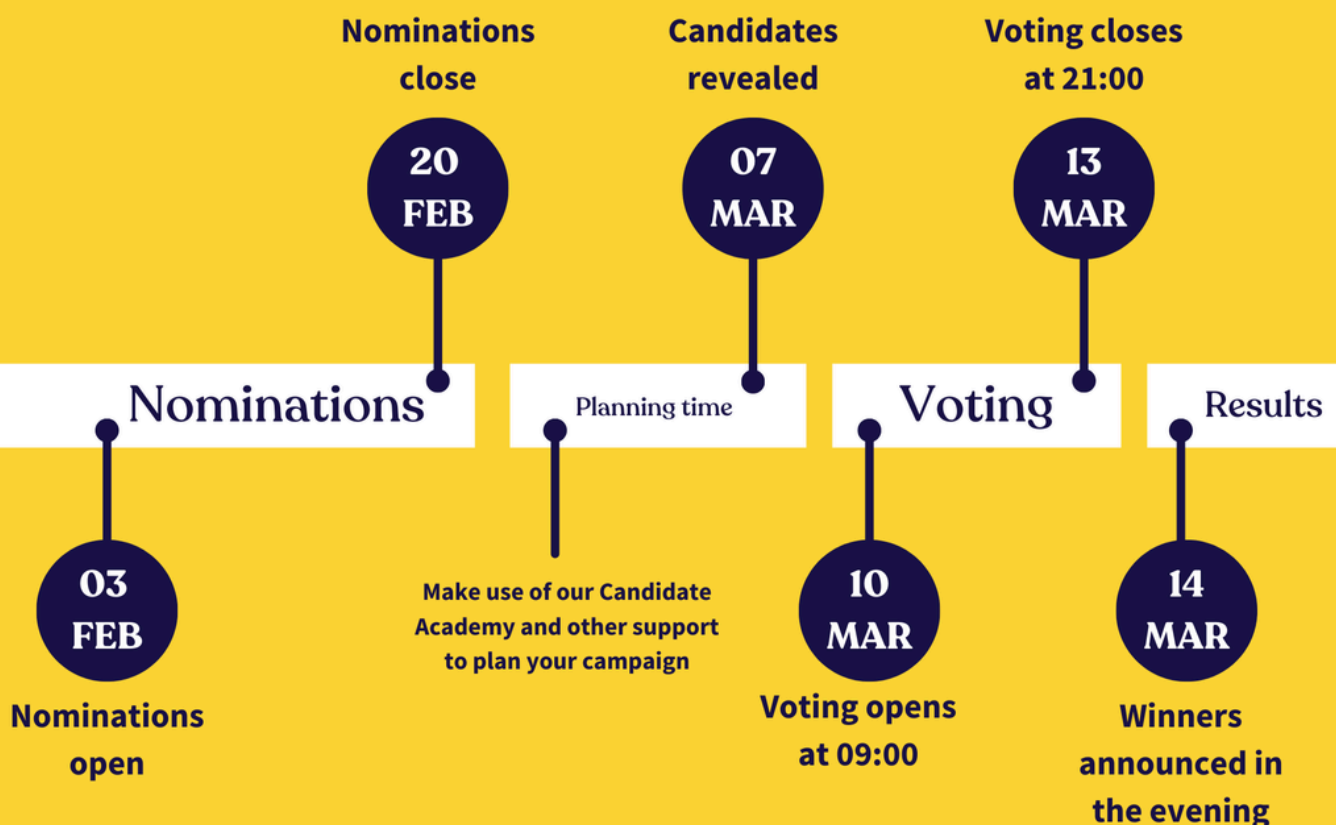 Nominations
close
Candidates
revealed
Voting closes
at 21:00
20
FEB
07
MAR
13
MAR
Nominations
Planning time
Voting
Results
03
FEB
Nominations
open
Make use of our Candidate
Academy and other support
to plan your campaign
10
MAR
Voting opens
at 09:00
14
MAR
Winners
announced in
the evening